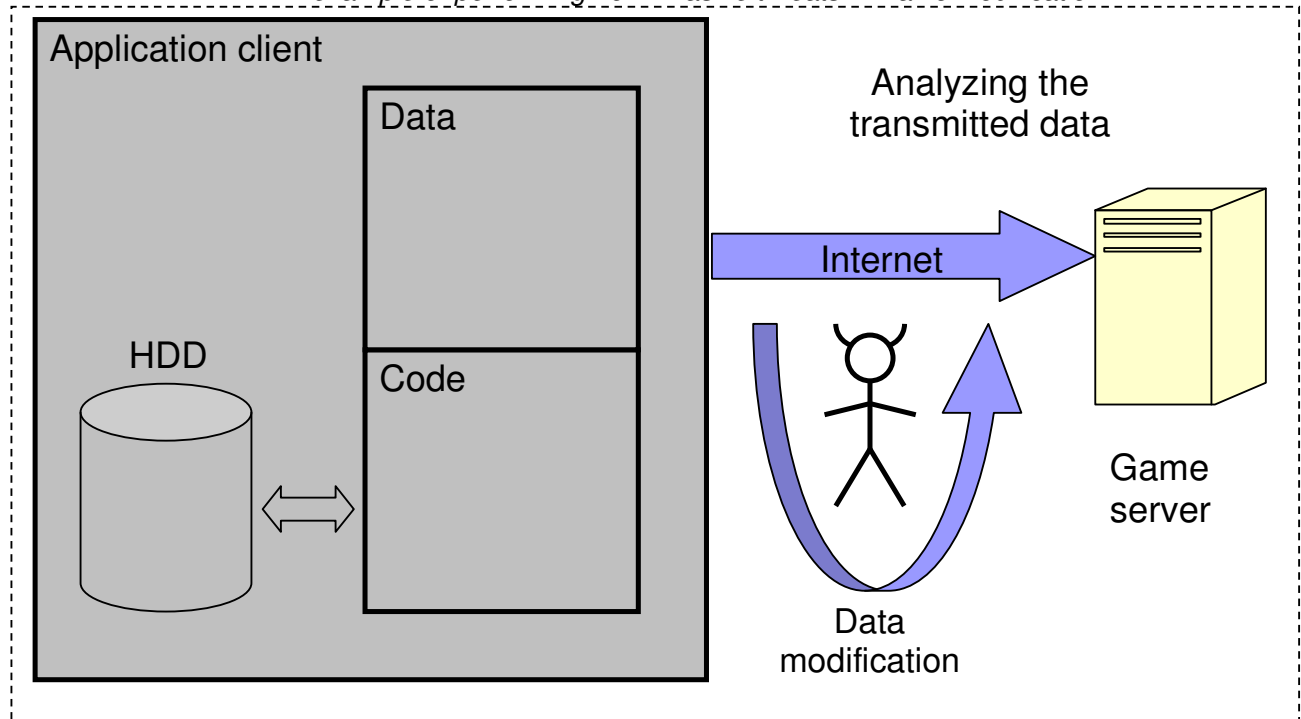 Application client
Data
Analyzing the
transmitted data
Internet
HDD
Code
Game
server
Data
modification